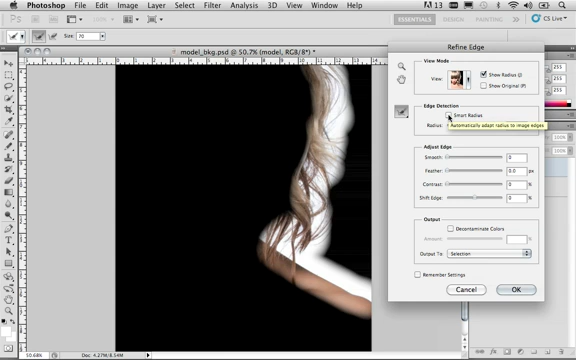 Photoshop File Edit Image Layer Select Filter Analysis 3D View Window Help
13
ESSENTIALS DESIGN PAINTING CS Live
Size: 70
model_bkg.psd @ 50.7% (model, RGB/8*) *
Refine Edge
View Mode
View:
Show Radius (J)
Show Original (P)
Edge Detection
Smart Radius
Radius:
Automatically adapt radius to image edges
Adjust Edge
Smooth: 0
Feather: 0.0 px
Contrast: 0 %
Shift Edge: 0 %
Output
Decontaminate Colors
Amount: %
Output To: Selection
Remember Settings
Cancel OK
255
255
255
100%
100%
50.68% Doc: 4.27M/8.54M